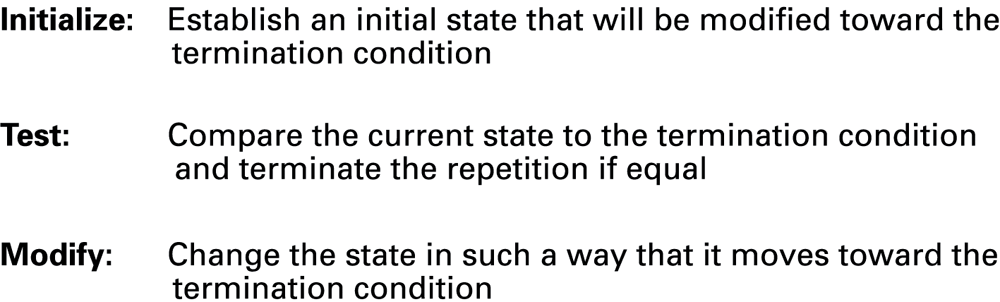 Initialize: Establish an initial state that will be modified toward the
termination condition
Test: Compare the current state to the termination condition
and terminate the repetition if equal
Modify: Change the state in such a way that it moves toward the
termination condition